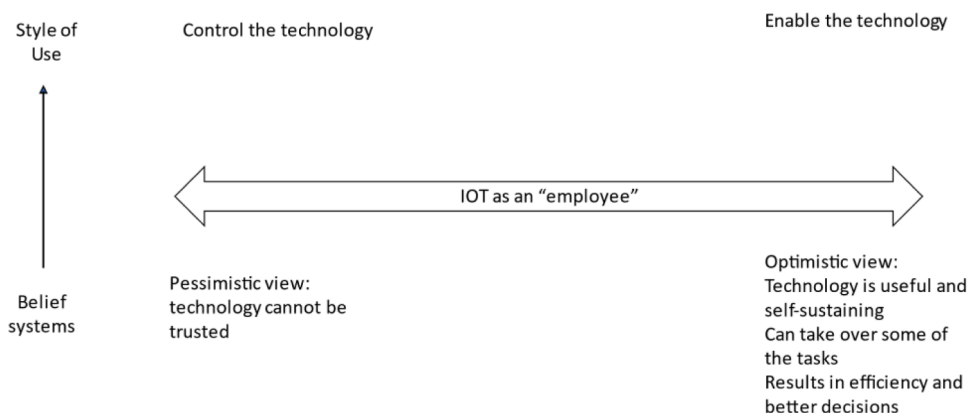 Style of
Use
Control the technology
Enable the technology
IOT as an “employee”
Belief
systems
Pessimistic view:
technology cannot be
trusted
Optimistic view:
Technology is useful and
self-sustaining
Can take over some of
the tasks
Results in efficiency and
better decisions